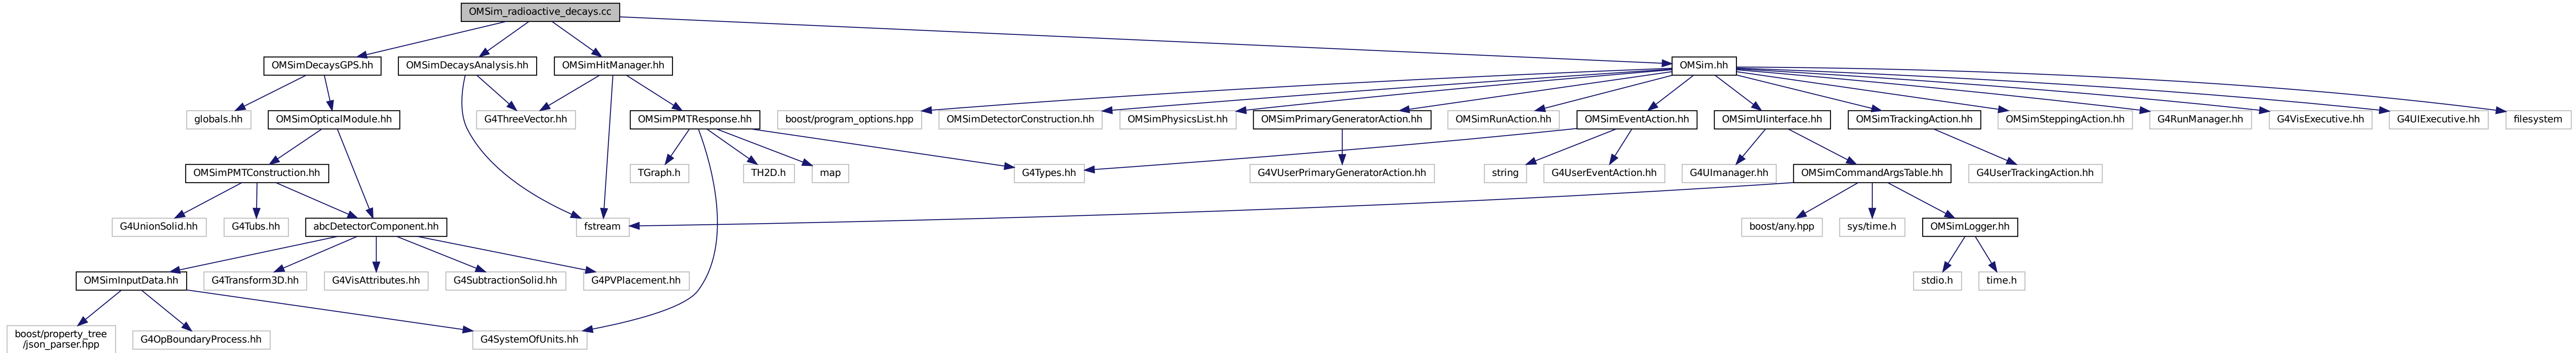 OMSim_radioactive_decays.cc
OMSimDecaysGPS.hh
OMSimDecaysAnalysis.hh
OMSimHitManager.hh
OMSim.hh
globals.hh
OMSimOpticalModule.hh
G4ThreeVector.hh
OMSimPMTResponse.hh
boost/program_options.hpp
OMSimDetectorConstruction.hh
OMSimPhysicsList.hh
OMSimPrimaryGeneratorAction.hh
OMSimRunAction.hh
OMSimEventAction.hh
OMSimUIinterface.hh
OMSimTrackingAction.hh
OMSimSteppingAction.hh
G4RunManager.hh
G4VisExecutive.hh
G4UIExecutive.hh
filesystem
OMSimPMTConstruction.hh
TGraph.h
TH2D.h
map
G4Types.hh
G4VUserPrimaryGeneratorAction.hh
string
G4UserEventAction.hh
G4UImanager.hh
OMSimCommandArgsTable.hh
G4UserTrackingAction.hh
G4UnionSolid.hh
G4Tubs.hh
abcDetectorComponent.hh
fstream
boost/any.hpp
sys/time.h
OMSimLogger.hh
OMSimInputData.hh
G4Transform3D.hh
G4VisAttributes.hh
G4SubtractionSolid.hh
G4PVPlacement.hh
stdio.h
time.h
boost/property_tree
/json_parser.hpp
G4OpBoundaryProcess.hh
G4SystemOfUnits.hh